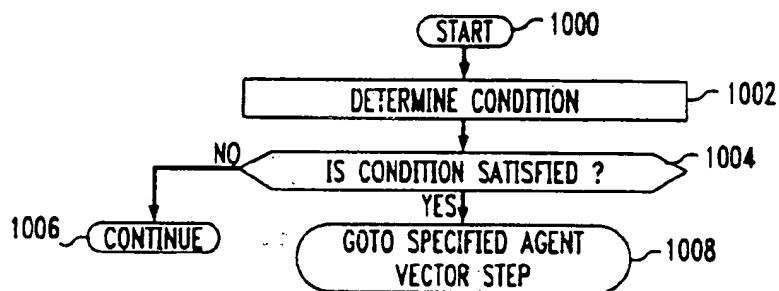 START
1000
DETERMINE CONDITION
1002
IS CONDITION SATISFIED ?
1004
NO
YES
1006
CONTINUE
GOTO SPECIFIED AGENT
VECTOR STEP
1008